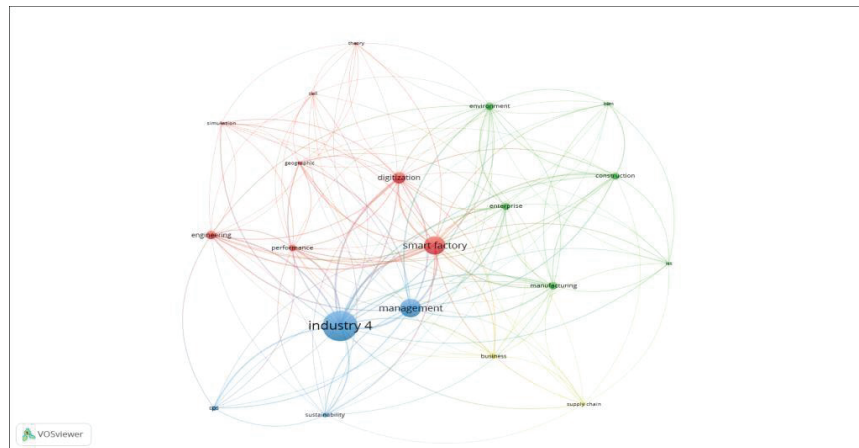 theory
simulation
geographic
digitization
engineering
performance
smart factory
environment
construction
enterprise
manufacturing
management
industry 4
business
sustainability
supply chain
VOSviewer